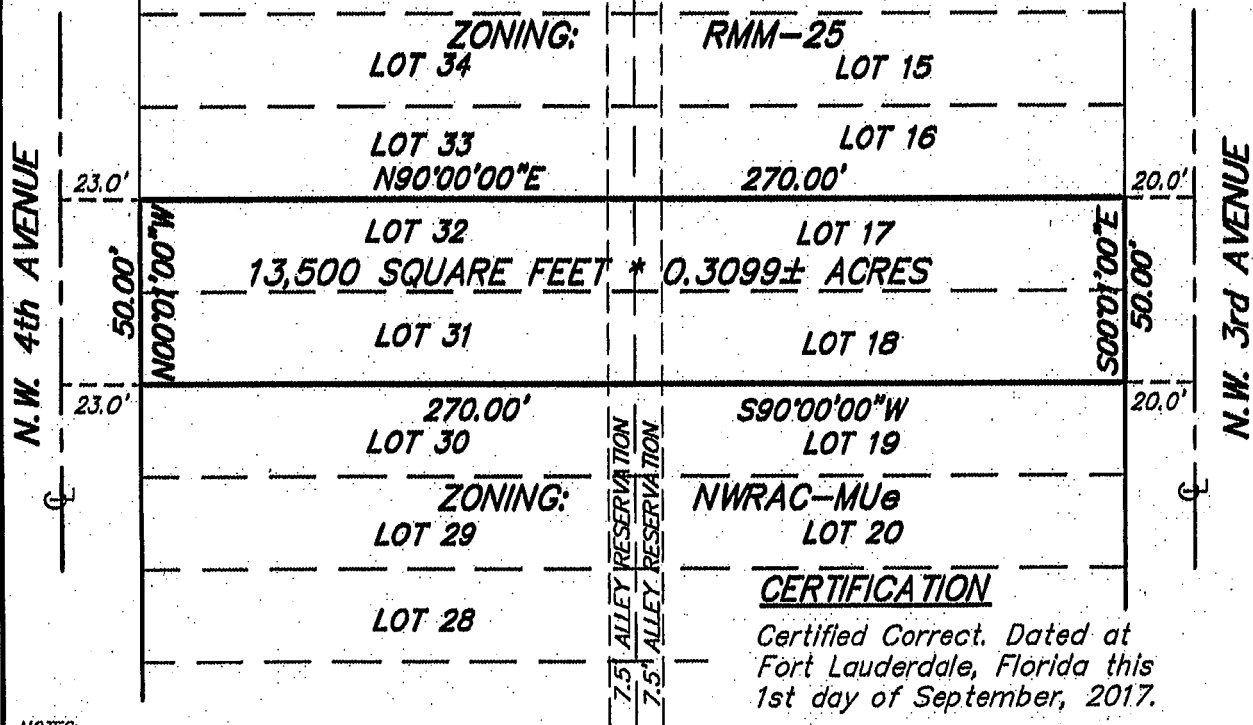 ZONING: RMM-25
LOT 34 LOT 15
LOT 33 LOT 16
N90°00'00"E 270.00'
23.0' 20.0'
N.W. 4th AVENUE
N.W. 3rd AVENUE
50.00'
N00°01'00"W
LOT 32 LOT 17
13,500 SQUARE FEET * 0.3099± ACRES
LOT 31 LOT 18
S00°01'00"E
50.00'
23.0' 20.0'
270.00' S90°00'00"W
LOT 30 LOT 19
ZONING: NWRAC-MUe
LOT 29 LOT 20
LOT 28
7.5' ALLEY RESERVATION
7.5' ALLEY RESERVATION
CERTIFICATION
Certified Correct. Dated at
Fort Lauderdale, Florida this
1st day of September, 2017.